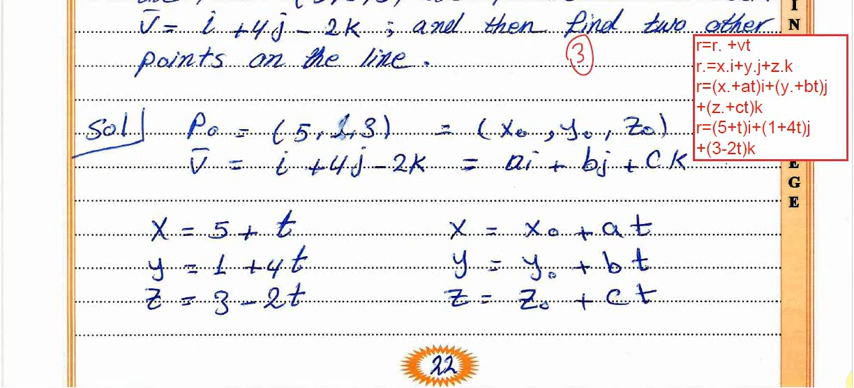 v̄ = i + 4j - 2k ; and then find two other
points on the line.
3
r=r. +vt
r.=x.i+y.j+z.k
r=(x.+at)i+(y.+bt)j
+(z.+ct)k
r=(5+t)i+(1+4t)j
+(3-2t)k
Sol P₀ = (5,1,3) = (x₀, y₀, z₀)
v̄ = i + 4j - 2k = ai + bj + ck
x = 5 + t x = x₀ + at
y = 1 + 4t y = y₀ + bt
z = 3 - 2t z = z₀ + ct
22
I
N
E
G
E